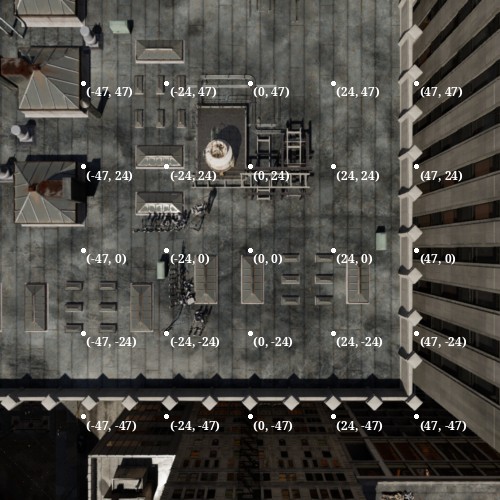 (-47, 47) (-24, 47) (0, 47) (24, 47) (47, 47)
(-47, 24) (-24, 24) (0, 24) (24, 24) (47, 24)
(-47, 0) (-24, 0) (0, 0) (24, 0) (47, 0)
(-47, -24) (-24, -24) (0, -24) (24, -24) (47, -24)
(-47, -47) (-24, -47) (0, -47) (24, -47) (47, -47)